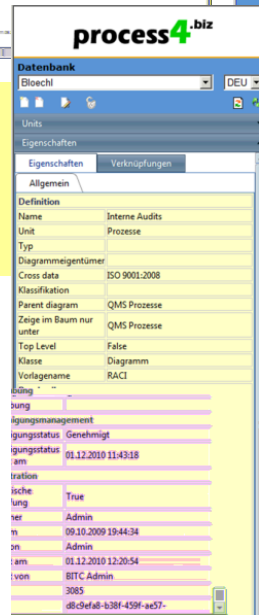 process4.biz
Datenbank
Bloechl DEU
Units
Eigenschaften
Eigenschaften Verknüpfungen
Allgemein
Definition
Name Interne Audits
Unit Prozesse
Typ
Diagrammeigentümer
Cross data ISO 9001:2008
Klassifikation
Parent diagram QMS Prozesse
Zeige im Baum nur unter QMS Prozesse
Top Level False
Klasse Diagramm
Vorlagename RACI
bung
bung
igungsmanagement
igungsstatus Genehmigt
igungsstatus
am 01.12.2010 11:43:18
tration
ische
fung True
ner Admin
m 09.10.2009 19:44:34
on Admin
t am 01.12.2010 12:20:54
t von BITC Admin
3085
d8c9efa8-b38f-459f-ae57-